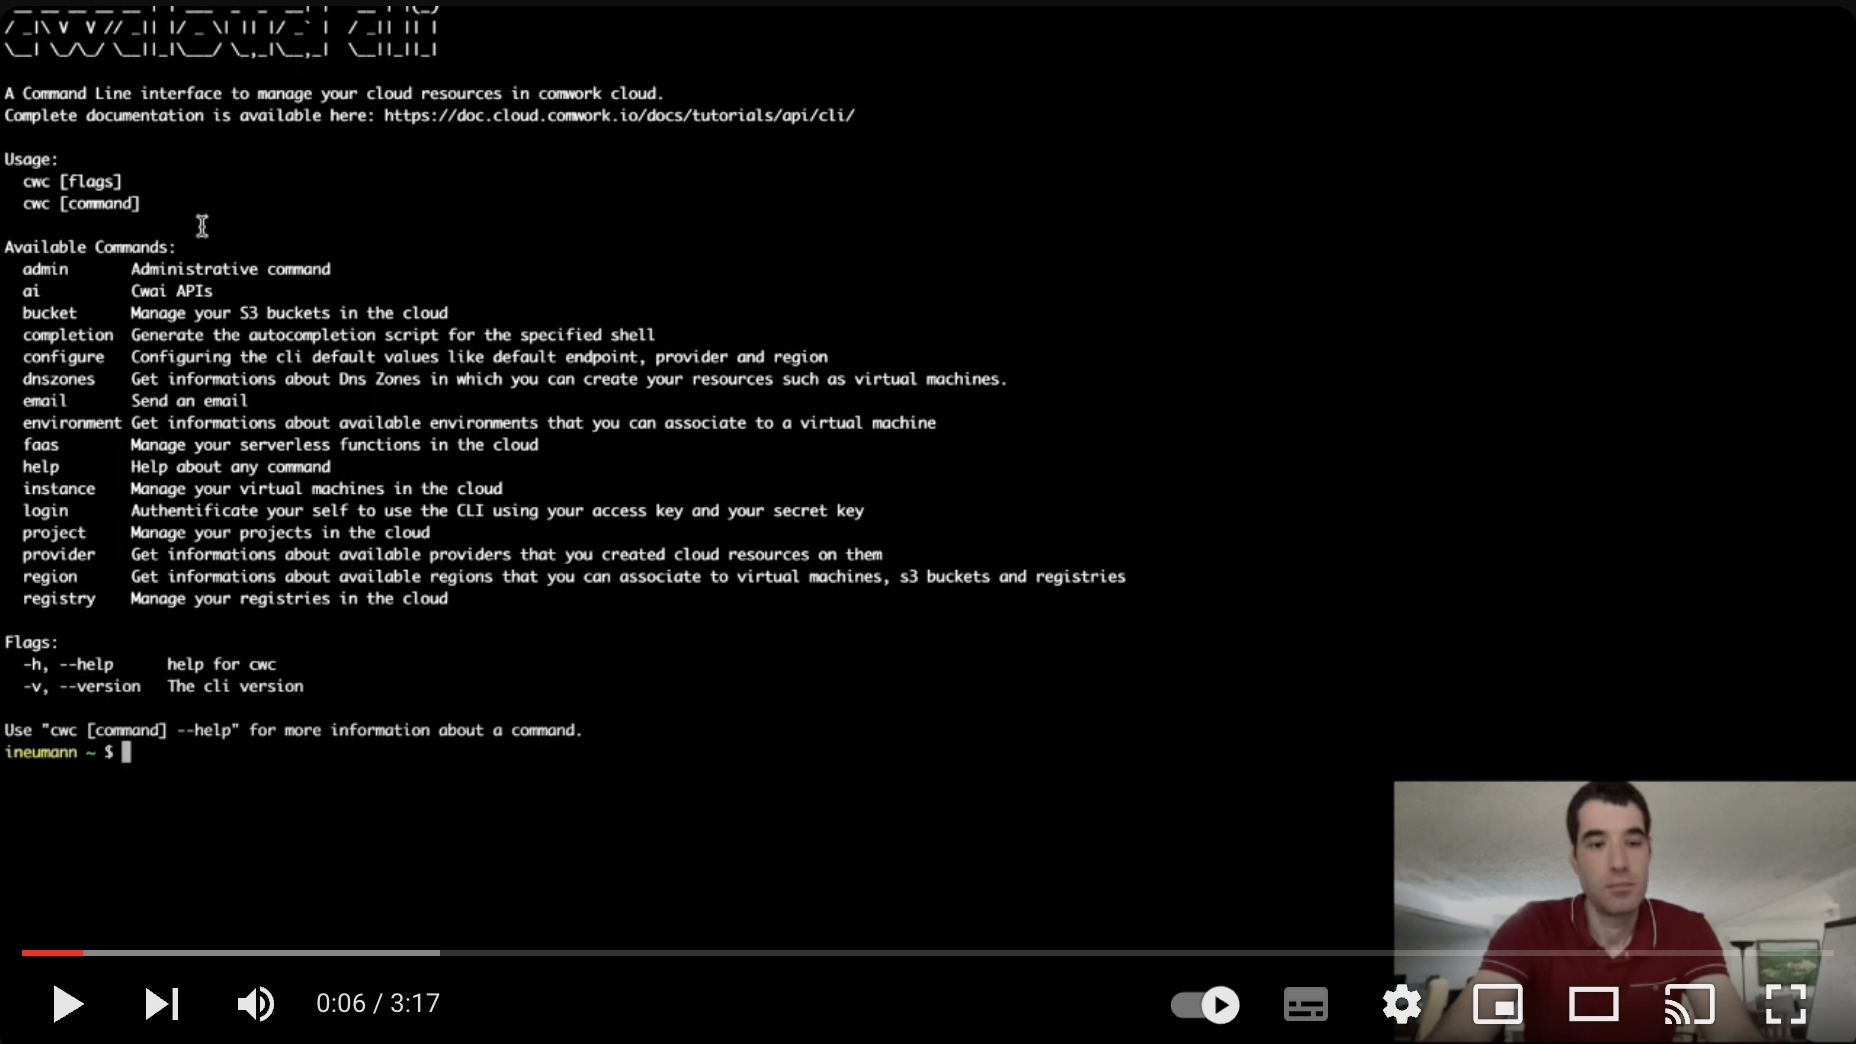 A Command Line interface to manage your cloud resources in comwork cloud.
Complete documentation is available here: https://doc.cloud.comwork.io/docs/tutorials/api/cli/
Usage:
cwc [flags]
cwc [command]
Available Commands:
admin Administrative command
ai Cwai APIs
bucket Manage your S3 buckets in the cloud
completion Generate the autocompletion script for the specified shell
configure Configuring the cli default values like default endpoint, provider and region
dnszones Get informations about Dns Zones in which you can create your resources such as virtual machines.
email Send an email
environment Get informations about available environments that you can associate to a virtual machine
faas Manage your serverless functions in the cloud
help Help about any command
instance Manage your virtual machines in the cloud
login Authentificate your self to use the CLI using your access key and your secret key
project Manage your projects in the cloud
provider Get informations about available providers that you created cloud resources on them
region Get informations about available regions that you can associate to virtual machines, s3 buckets and registries
registry Manage your registries in the cloud
Flags:
-h, --help help for cwc
-v, --version The cli version
Use "cwc [command] --help" for more information about a command.
ineumann ~ $
0:06 / 3:17